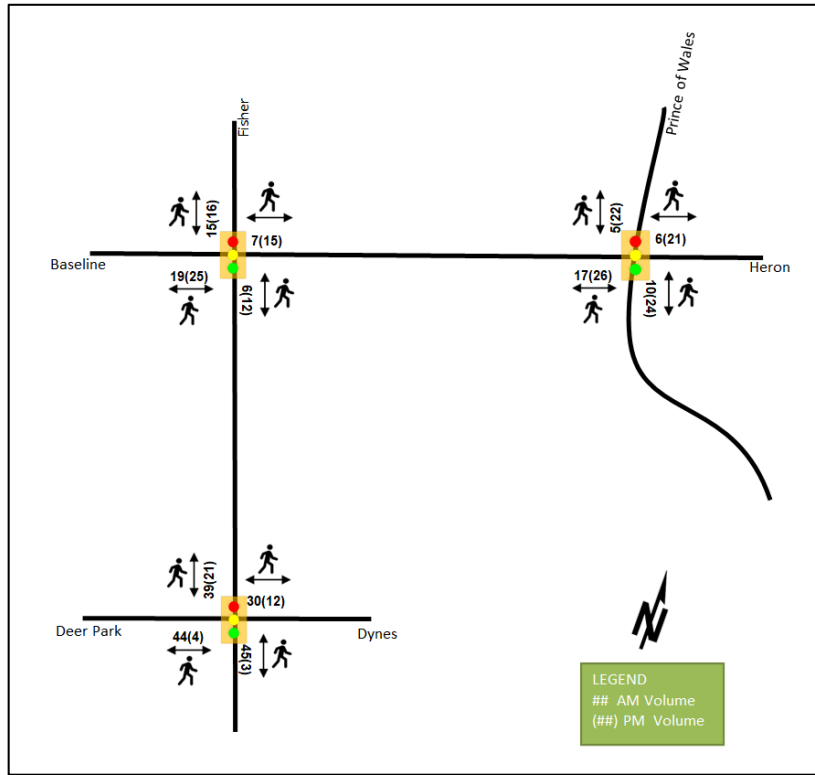 Prince of Wales
Fisher
15(16)
7(15)
5(22)
6(21)
Baseline
19(25)
6(12)
17(26)
10(24)
Heron
39(21)
30(12)
Deer Park
44(4)
45(3)
Dynes
N
LEGEND
## AM Volume
(##) PM Volume